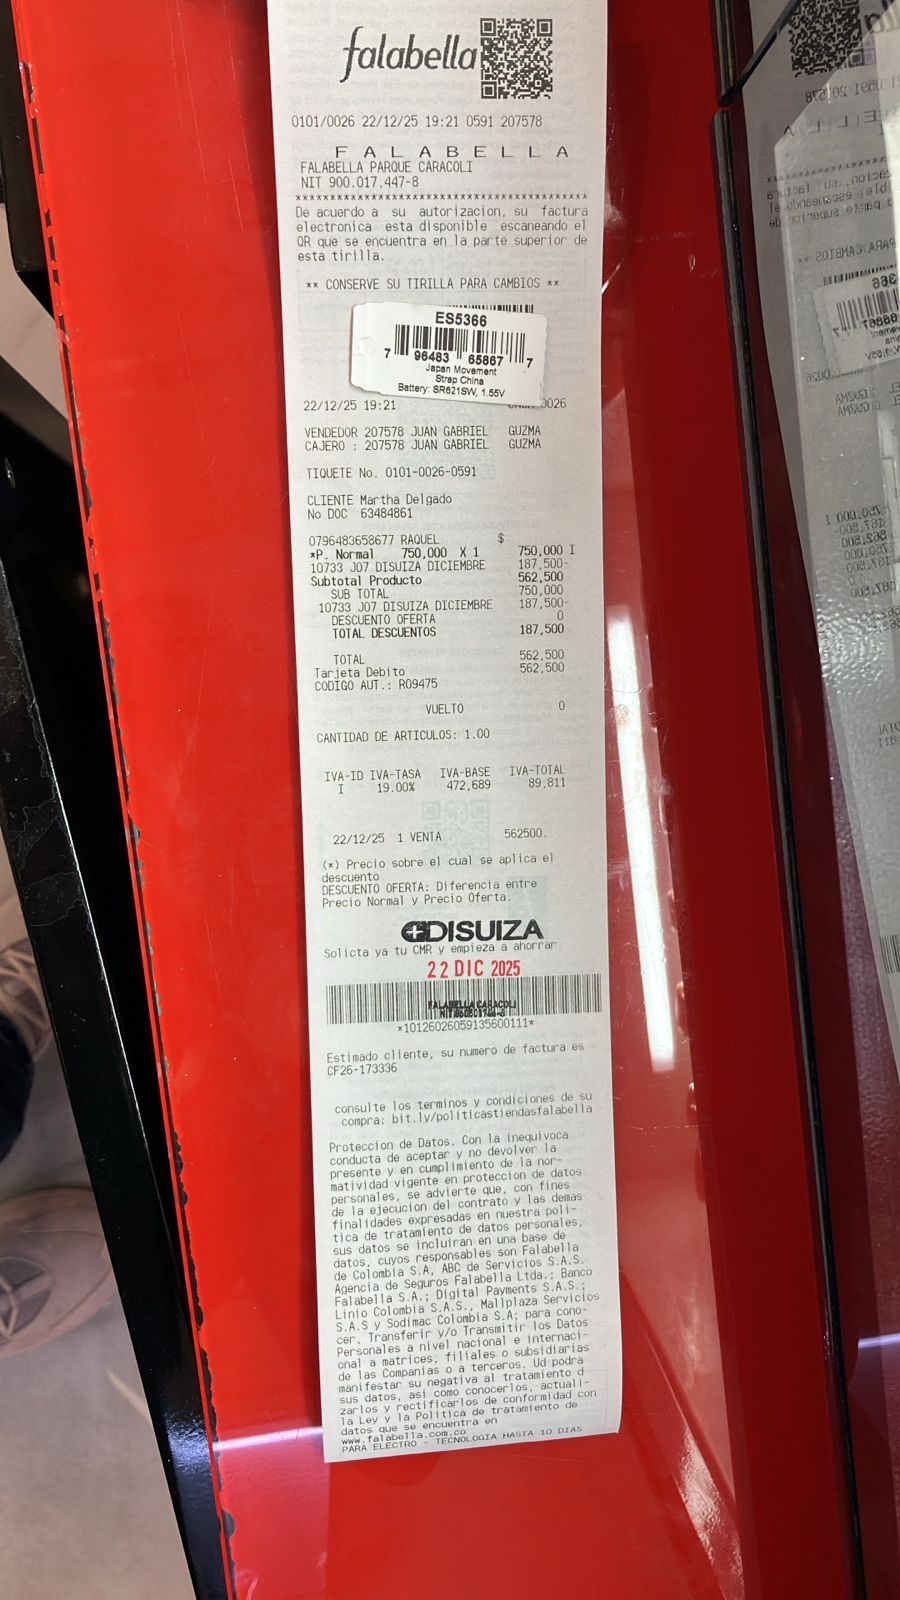 falabella
0101/0026 22/12/25 19:21 0591 207578
F A L A B E L L A
FALABELLA PARQUE CARACOLI
NIT 900.017.447-8
******************************************
De acuerdo a su autorizacion, su factura
electronica esta disponible escaneando el
QR que se encuentra en la parte superior de
esta tirilla.
** CONSERVE SU TIRILLA PARA CAMBIOS **
ES5366
7 96483 65867 7
Japan Movement
Strap China
Battery: SR621SW, 1.55V
22/12/25 19:21 0026
VENDEDOR 207578 JUAN GABRIEL GUZMA
CAJERO : 207578 JUAN GABRIEL GUZMA
TIQUETE No. 0101-0026-0591
CLIENTE Martha Delgado
No DOC 63484861
0796483658677 RAQUEL $
*P. Normal 750,000 X 1 750,000 I
10733 J07 DISUIZA DICIEMBRE 187,500-
Subtotal Producto 562,500
SUB TOTAL 750,000
10733 J07 DISUIZA DICIEMBRE 187,500-
DESCUENTO OFERTA 0
TOTAL DESCUENTOS 187,500
TOTAL 562,500
Tarjeta Debito 562,500
CODIGO AUT.: R09475
VUELTO 0
CANTIDAD DE ARTICULOS: 1.00
IVA-ID IVA-TASA IVA-BASE IVA-TOTAL
I 19.00% 472,689 89,811
22/12/25 1 VENTA 562500.
(*) Precio sobre el cual se aplica el
descuento
DESCUENTO OFERTA: Diferencia entre
Precio Normal y Precio Oferta.
DISUIZA
Solicta ya tu CMR y empieza a ahorrar
22 DIC 2025
FALABELLA CARACOLI
*10126026059135600111*
Estimado cliente, su numero de factura es
CF26-173336
consulte los terminos y condiciones de su
compra: bit.ly/politicastiendasfalabella
Proteccion de Datos. Con la inequivoca
conducta de aceptar y no devolver la
presente y en cumplimiento de la nor-
matividad vigente en proteccion de datos
personales, se advierte que, con fines
de la ejecucion del contrato y las demas
finalidades expresadas en nuestra poli-
tica de tratamiento de datos personales,
sus datos se incluiran en una base de
datos, cuyos responsables son Falabella
de Colombia S.A, ABC de Servicios S.A.S.
Agencia de Seguros Falabella Ltda.; Banco
Falabella S.A.; Digital Payments S.A.S.;
Linio Colombia S.A.S., Mallplaza Servicios
S.A.S y Sodimac Colombia S.A; para cono-
cer, Transferir y/o Transmitir los Datos
Personales a nivel nacional e internaci-
onal a matrices, filiales o subsidiarias
de las Companias o a terceros. Ud podra
manifestar su negativa al tratamiento d
sus datos, asi como conocerlos, actuali-
zarlos y rectificarlos de conformidad con
la Ley y la Politica de tratamiento de
datos que se encuentra en
www.falabella.com.co
PARA ELECTRO - TECNOLOGIA HASTA 10 DIAS